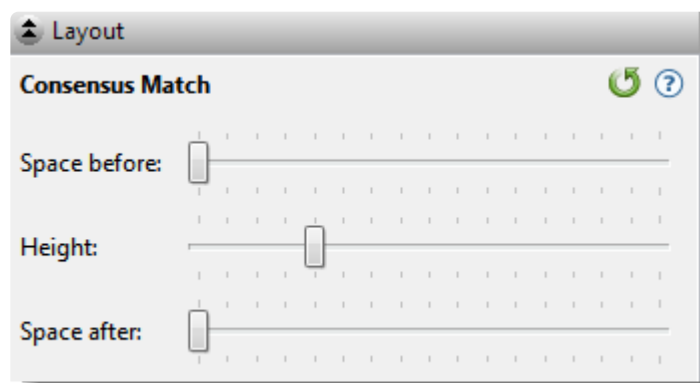 Layout
Consensus Match
Space before:
Height:
Space after: